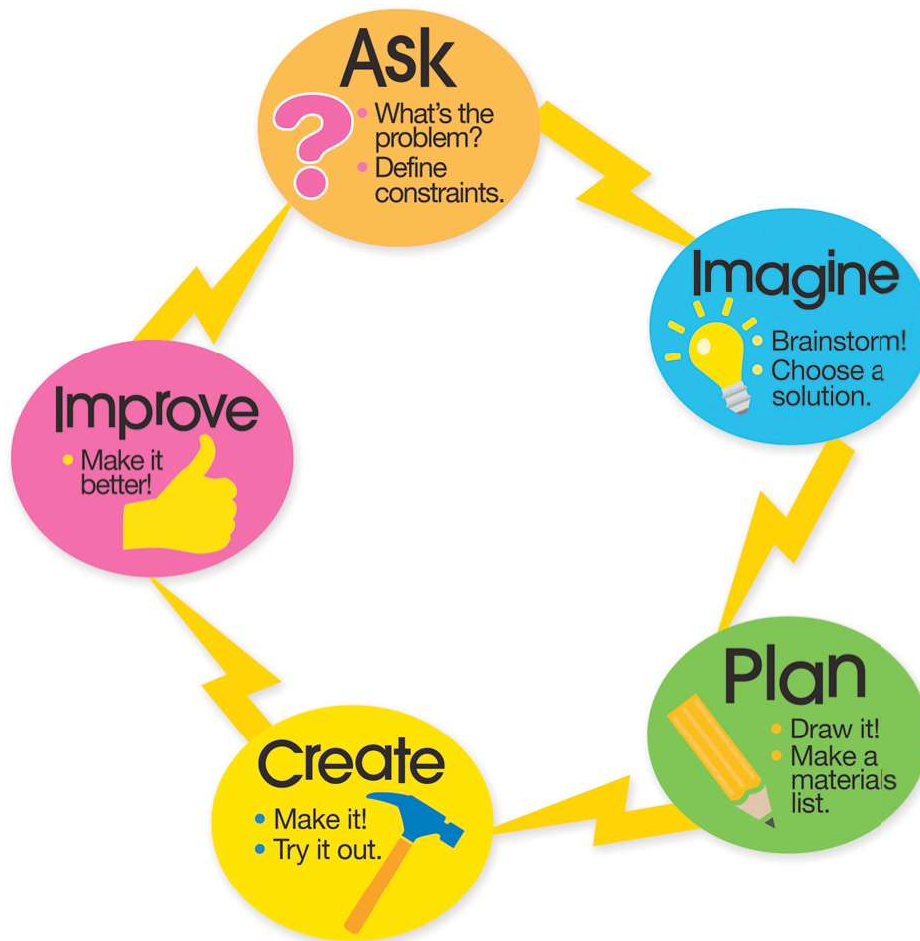 Ask
• What's the
problem?
• Define
constraints.
Imagine
• Brainstorm!
• Choose a
solution.
Plan
• Draw it!
• Make a
materials
list.
Create
• Make it!
• Try it out.
Improve
• Make it
better!